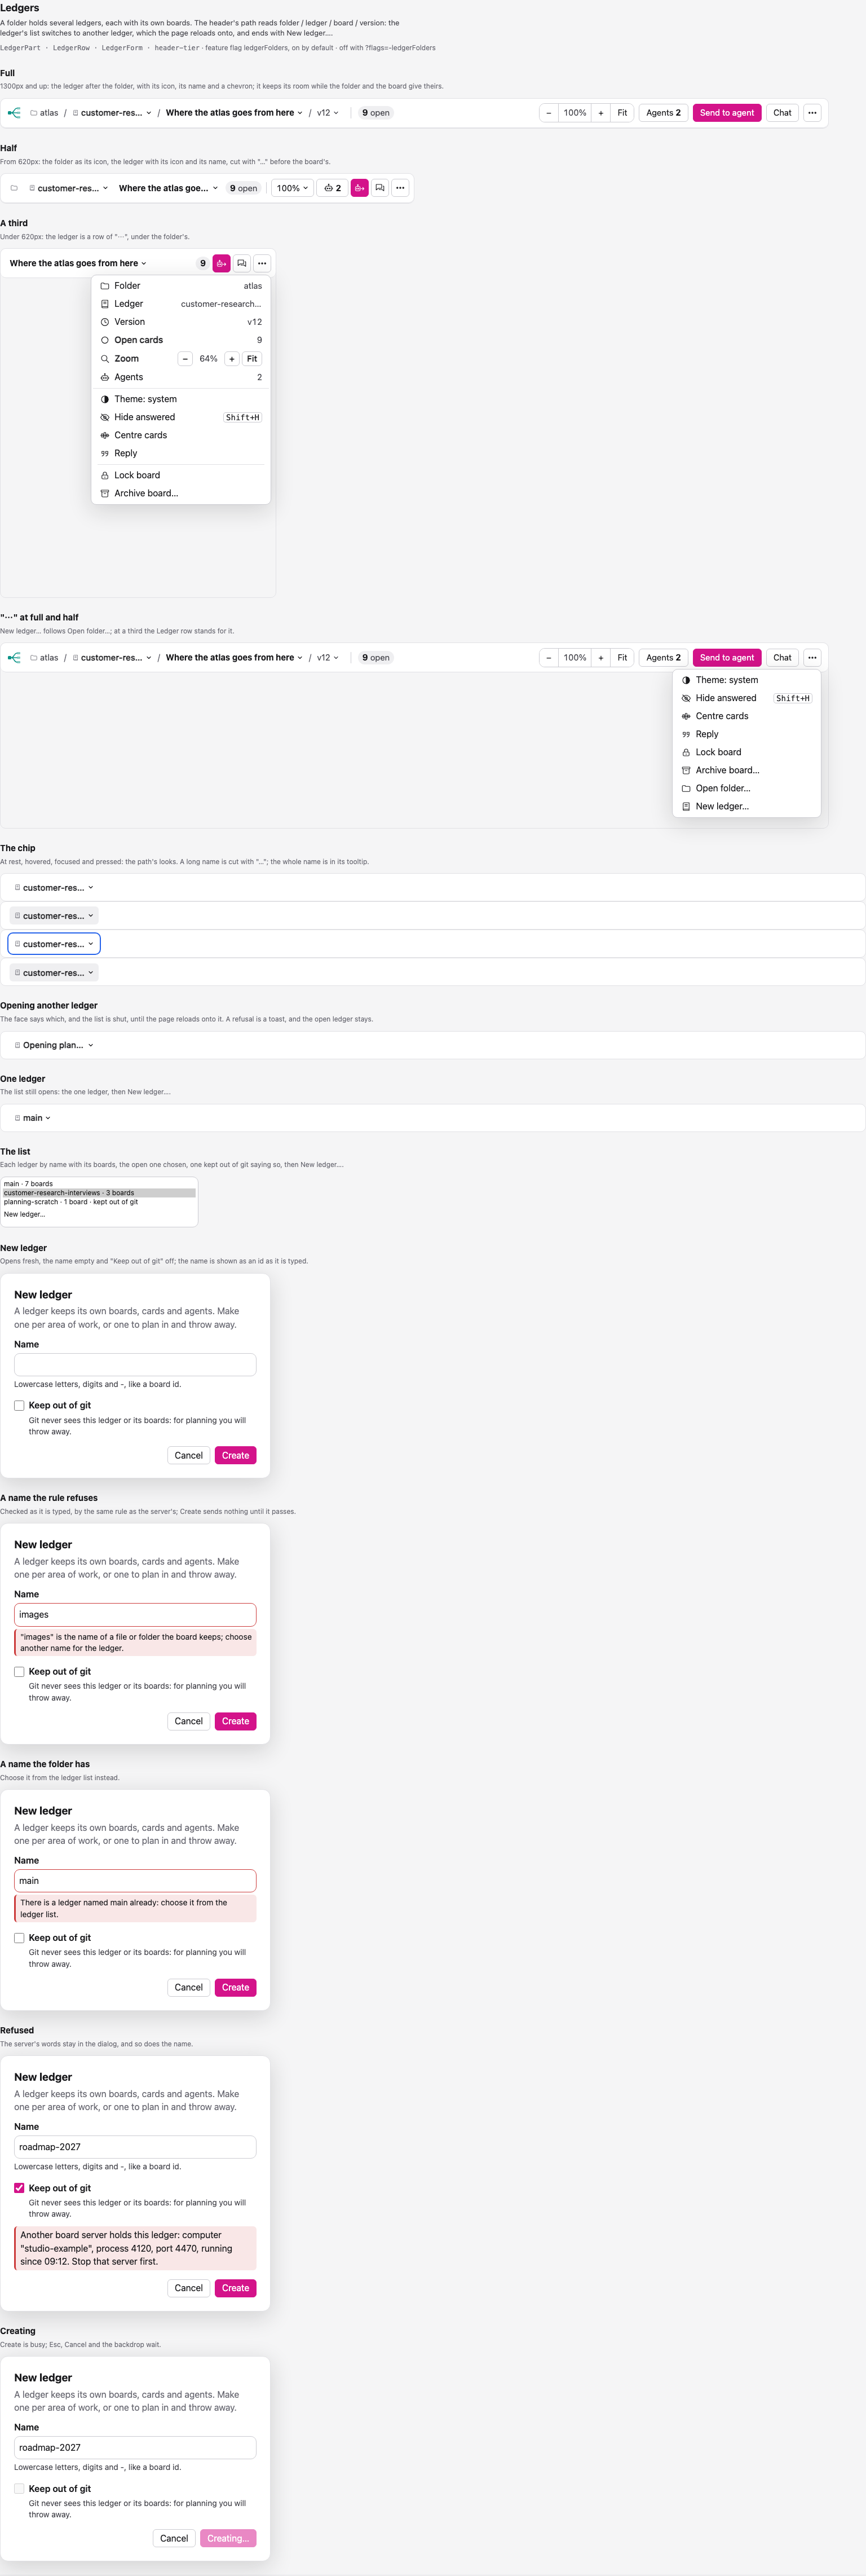 Ledgers
A folder holds several ledgers, each with its own boards. The header's path reads folder / ledger / board / version: the
ledger's list switches to another ledger, which the page reloads onto, and ends with New ledger....
LedgerPart · LedgerRow · LedgerForm · header-tier · feature flag ledgerFolders, on by default · off with ?flags=-ledgerFolders
Full
1300px and up: the ledger after the folder, with its icon, its name and a chevron; it keeps its room while the folder and the board give theirs.
atlas / customer-res... / Where the atlas goes from here / v12 9 open − 100% + Fit Agents 2 Send to agent Chat ···
Half
From 620px: the folder as its icon, the ledger with its icon and its name, cut with "..." before the board's.
customer-res... Where the atlas goe... 9 open 100% 2 ···
A third
Under 620px: the ledger is a row of "···", under the folder's.
Where the atlas goes from here 9 ···
Folder atlas
Ledger customer-research...
Version v12
Open cards 9
Zoom − 64% + Fit
Agents 2
Theme: system
Hide answered Shift+H
Centre cards
Reply
Lock board
Archive board...
"···" at full and half
New ledger... follows Open folder...; at a third the Ledger row stands for it.
atlas / customer-res... / Where the atlas goes from here / v12 9 open − 100% + Fit Agents 2 Send to agent Chat ···
Theme: system
Hide answered Shift+H
Centre cards
Reply
Lock board
Archive board...
Open folder...
New ledger...
The chip
At rest, hovered, focused and pressed: the path's looks. A long name is cut with "..."; the whole name is in its tooltip.
customer-res...
customer-res...
customer-res...
customer-res...
Opening another ledger
The face says which, and the list is shut, until the page reloads onto it. A refusal is a toast, and the open ledger stays.
Opening plan...
One ledger
The list still opens: the one ledger, then New ledger....
main
The list
Each ledger by name with its boards, the open one chosen, one kept out of git saying so, then New ledger....
main · 7 boards
customer-research-interviews · 3 boards
planning-scratch · 1 board · kept out of git
New ledger...
New ledger
Opens fresh, the name empty and "Keep out of git" off; the name is shown as an id as it is typed.
New ledger
A ledger keeps its own boards, cards and agents. Make
one per area of work, or one to plan in and throw away.
Name
Lowercase letters, digits and -, like a board id.
Keep out of git
Git never sees this ledger or its boards: for planning you will
throw away.
Cancel Create
A name the rule refuses
Checked as it is typed, by the same rule as the server's; Create sends nothing until it passes.
New ledger
A ledger keeps its own boards, cards and agents. Make
one per area of work, or one to plan in and throw away.
Name
images
"images" is the name of a file or folder the board keeps; choose
another name for the ledger.
Keep out of git
Git never sees this ledger or its boards: for planning you will
throw away.
Cancel Create
A name the folder has
Choose it from the ledger list instead.
New ledger
A ledger keeps its own boards, cards and agents. Make
one per area of work, or one to plan in and throw away.
Name
main
There is a ledger named main already: choose it from the
ledger list.
Keep out of git
Git never sees this ledger or its boards: for planning you will
throw away.
Cancel Create
Refused
The server's words stay in the dialog, and so does the name.
New ledger
A ledger keeps its own boards, cards and agents. Make
one per area of work, or one to plan in and throw away.
Name
roadmap-2027
Lowercase letters, digits and -, like a board id.
Keep out of git
Git never sees this ledger or its boards: for planning you will
throw away.
Another board server holds this ledger: computer
"studio-example", process 4120, port 4470, running
since 09:12. Stop that server first.
Cancel Create
Creating
Create is busy; Esc, Cancel and the backdrop wait.
New ledger
A ledger keeps its own boards, cards and agents. Make
one per area of work, or one to plan in and throw away.
Name
roadmap-2027
Lowercase letters, digits and -, like a board id.
Keep out of git
Git never sees this ledger or its boards: for planning you will
throw away.
Cancel Creating...